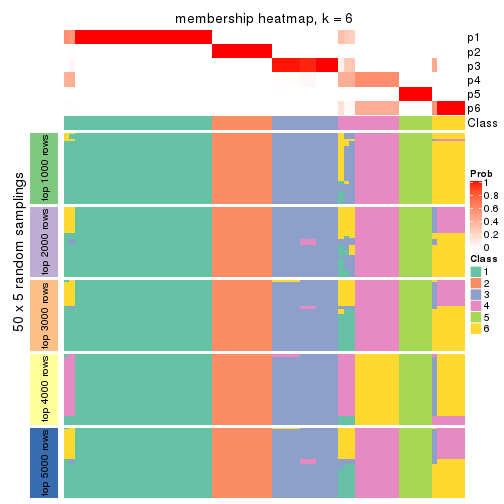 membership heatmap, k = 6
p1
p2
p3
p4
p5
p6
Class
50 x 5 random samplings
top 1000 rows
top 2000 rows
top 3000 rows
top 4000 rows
top 5000 rows
Prob
1
0.8
0.6
0.4
0.2
0
Class
1
2
3
4
5
6